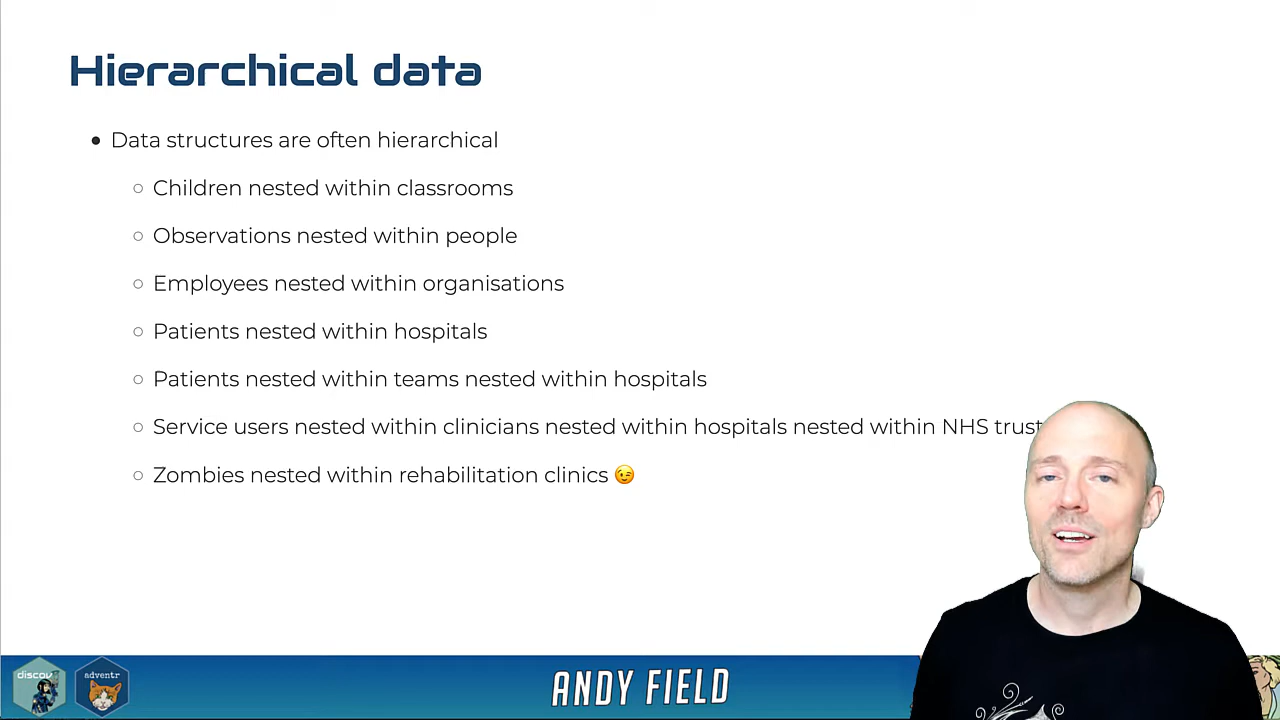 Hierarchical data
• Data structures are often hierarchical
○ Children nested within classrooms
○ Observations nested within people
○ Employees nested within organisations
○ Patients nested within hospitals
○ Patients nested within teams nested within hospitals
○ Service users nested within clinicians nested within hospitals nested within NHS trust
○ Zombies nested within rehabilitation clinics 😉
discov
adventr
ANDY FIELD